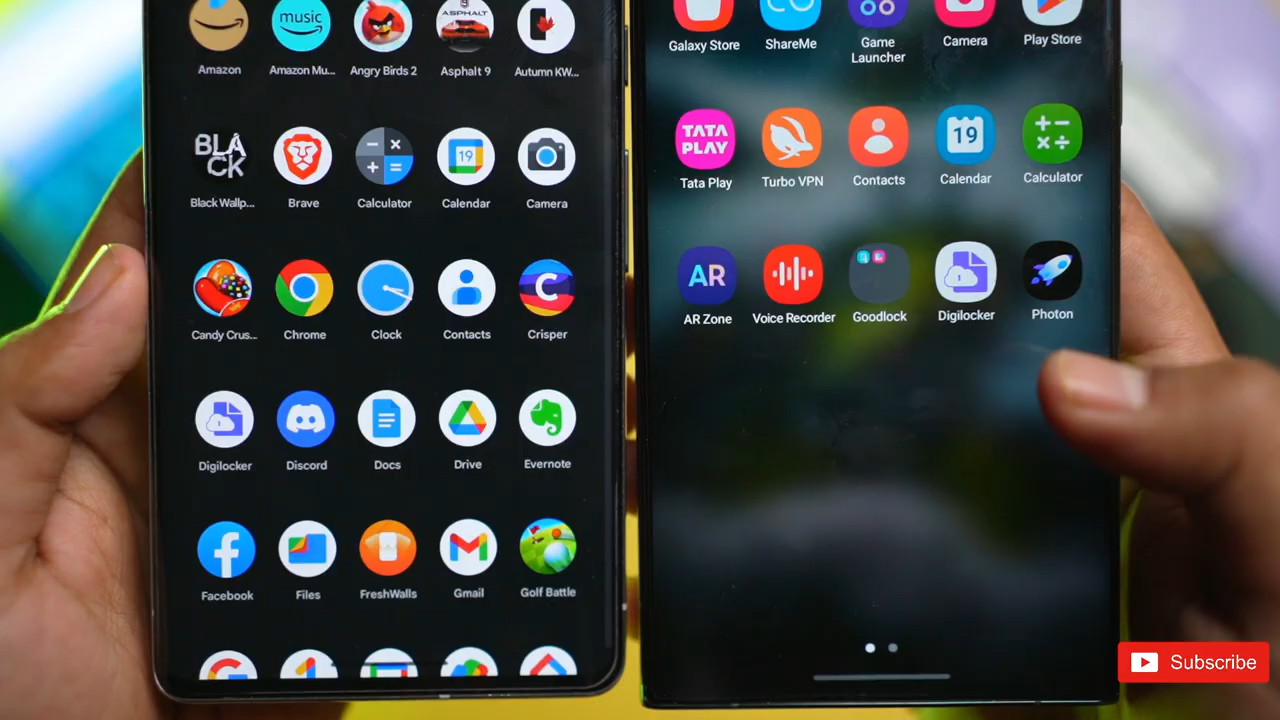 music
ASPHALT
Amazon
Amazon Mu...
Angry Birds 2
Asphalt 9
Autumn KW...
BLA
CK
19
Black Wallp...
Brave
Calculator
Calendar
Camera
Candy Crus...
Chrome
Clock
Contacts
Crisper
Digilocker
Discord
Docs
Drive
Evernote
Facebook
Files
FreshWalls
Gmail
Golf Battle
Galaxy Store
ShareMe
Game
Launcher
Camera
Play Store
TATA
PLAY
19
Tata Play
Turbo VPN
Contacts
Calendar
Calculator
AR
AR Zone
Voice Recorder
Goodlock
Digilocker
Photon
Subscribe